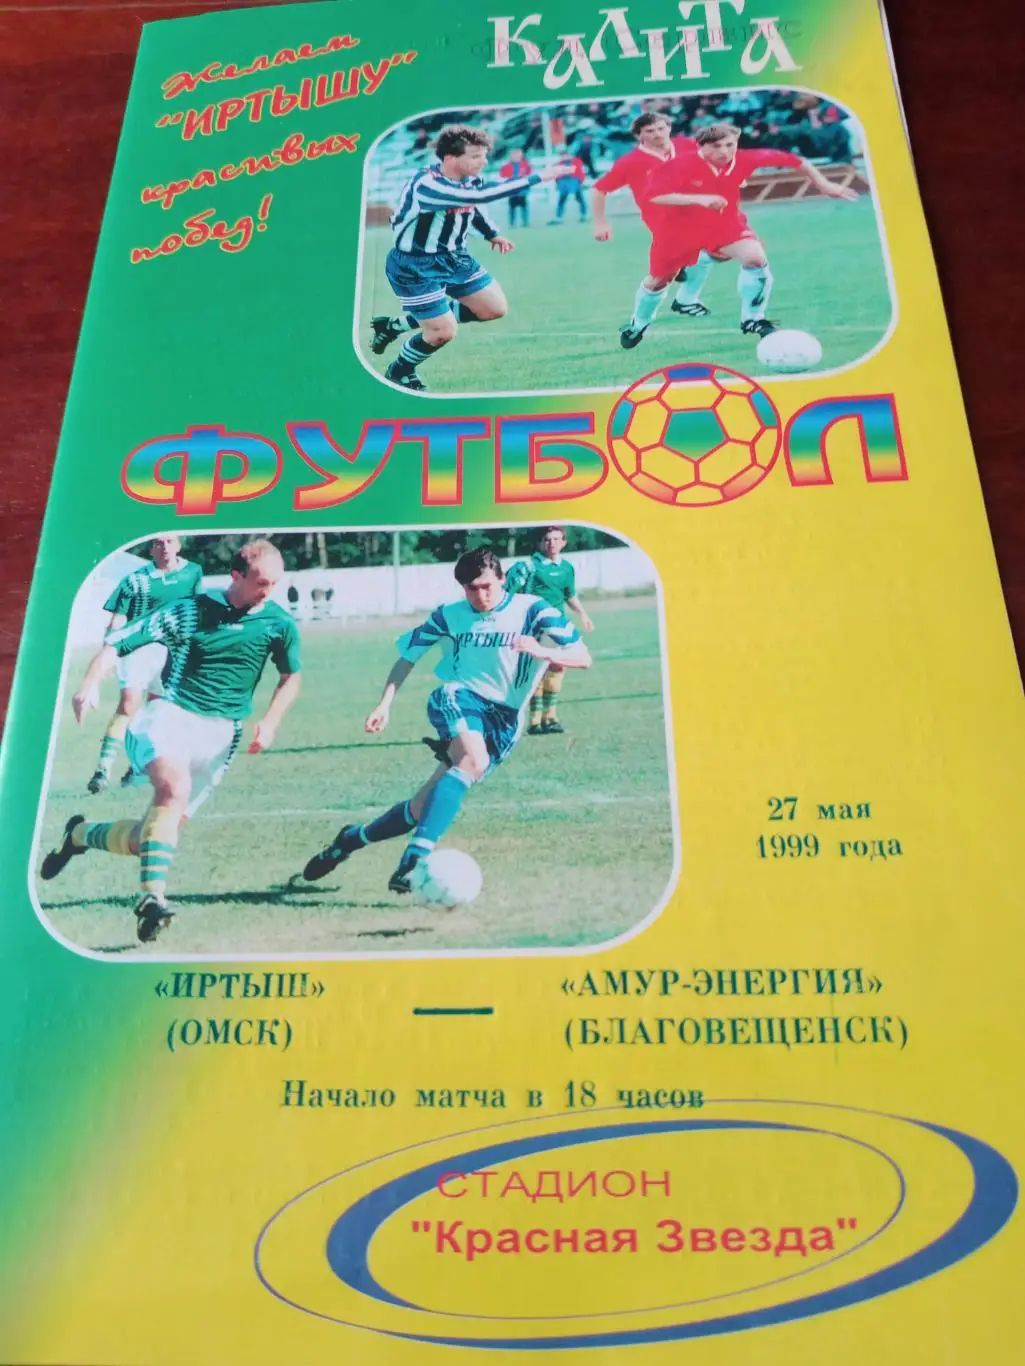 КАЛИТА
Желаем
"ИРТЫШУ"
красивых
побед!
ФУТБОЛ
ИРТЫШ
27 мая
1999 года
«ИРТЫШ» — «АМУР-ЭНЕРГИЯ»
(ОМСК) (БЛАГОВЕЩЕНСК)
Начало матча в 18 часов
СТАДИОН
"Красная Звезда"